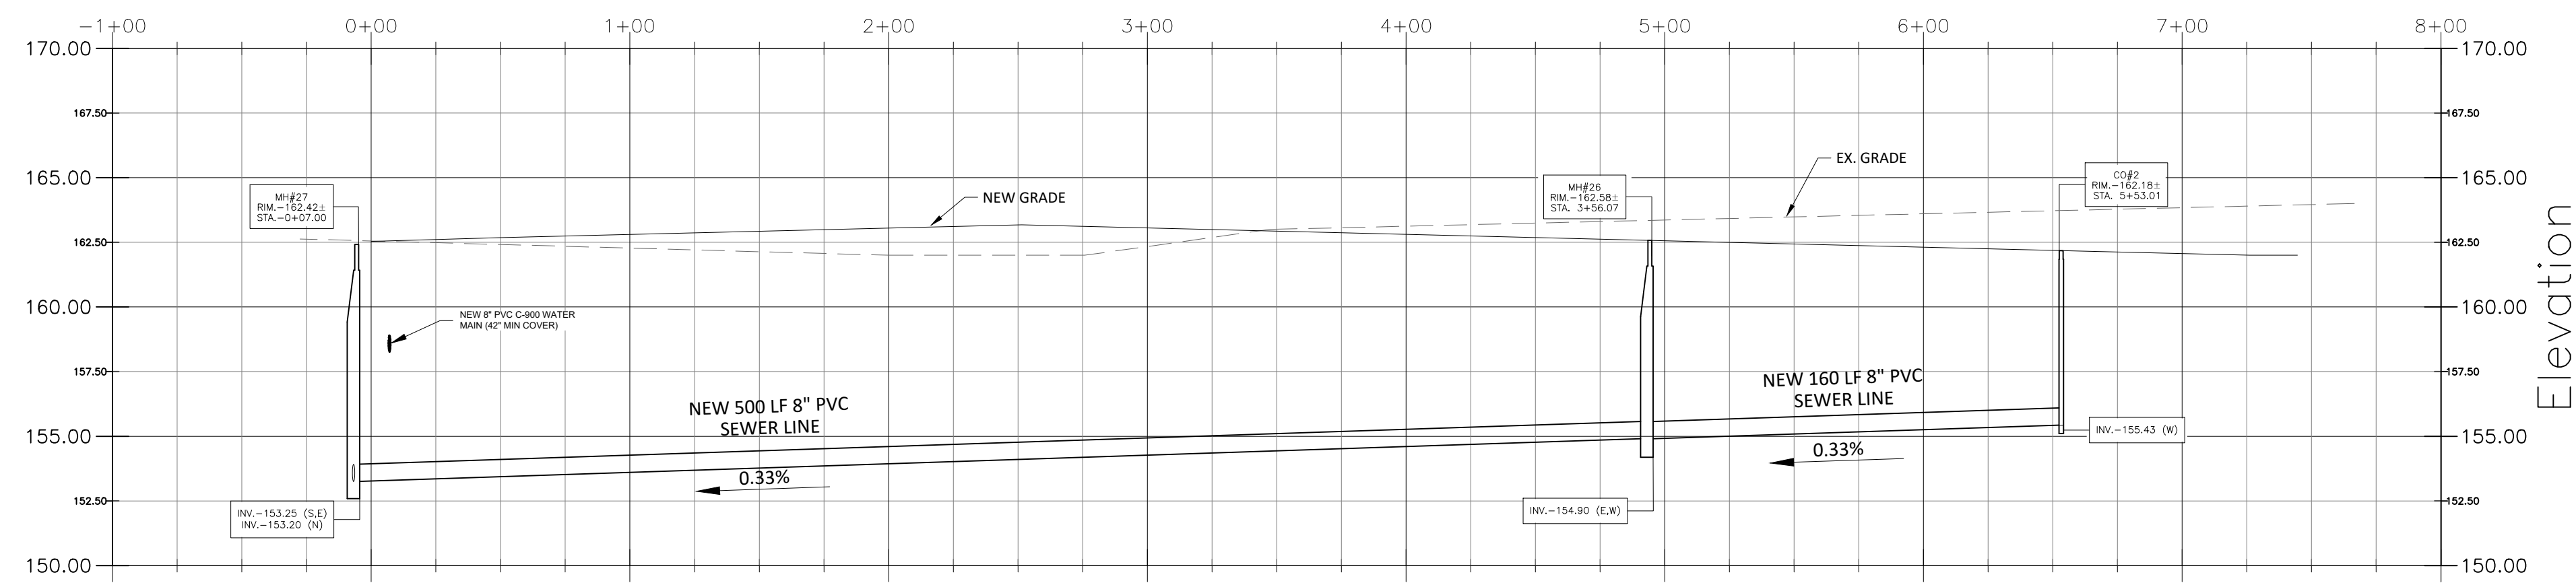 -1+00 0+00 1+00 2+00 3+00 4+00 5+00 6+00 7+00 8+00
170.00 170.00
167.50 167.50
165.00 165.00
162.50 162.50
160.00 160.00
157.50 157.50
155.00 155.00
152.50 152.50
150.00 150.00
Elevation
MH#27
RIM.-162.42±
STA.-0+07.00
NEW GRADE
MH#26
RIM.-162.58±
STA. 3+56.07
EX. GRADE
CO#2
RIM.-162.18±
STA. 5+53.01
NEW 8" PVC C-900 WATER
MAIN (42" MIN COVER)
NEW 500 LF 8" PVC
SEWER LINE
0.33%
NEW 160 LF 8" PVC
SEWER LINE
0.33%
INV.-153.25 (S,E)
INV.-153.20 (N)
INV.-154.90 (E,W)
INV.-155.43 (W)